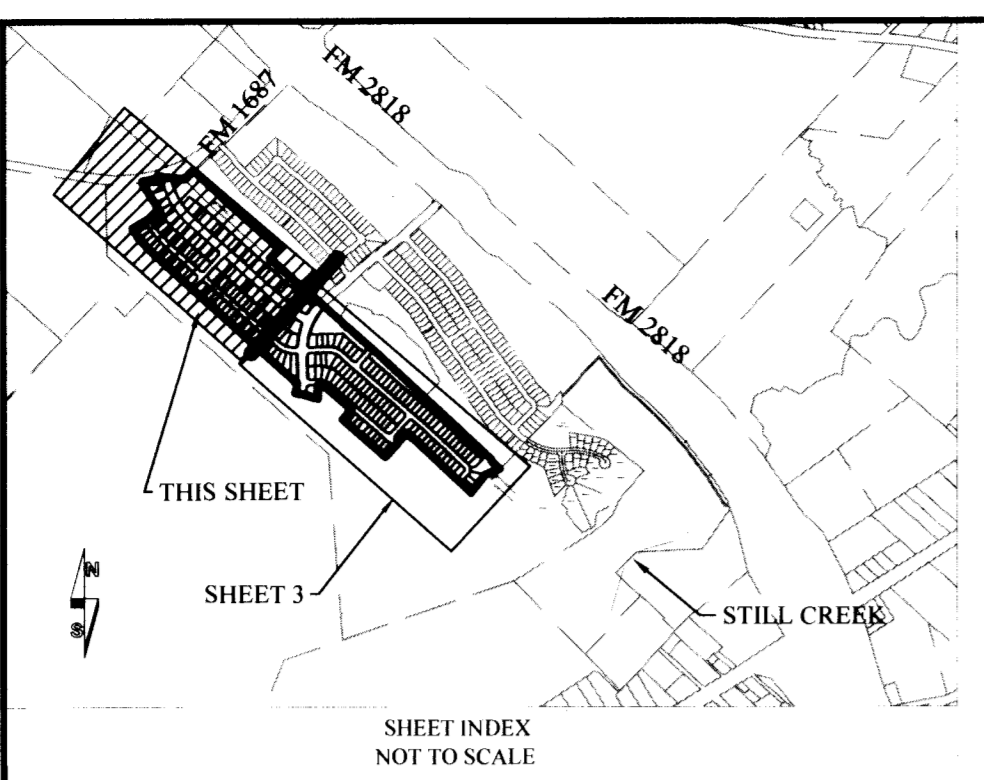 FM 2818
FM 1687
FM 2818
THIS SHEET
N
S
SHEET 3
STILL CREEK
SHEET INDEX
NOT TO SCALE